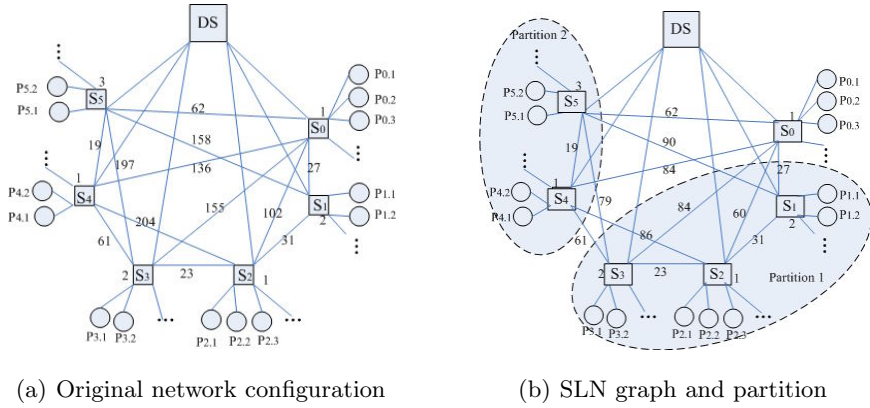 DS
3
P5.2
S5
P5.1
62
1
P0.1
P0.2
P0.3
S0
19
158
197
136
27
1
P4.2
S4
P4.1
P1.1
S1
P1.2
2
155
102
204
61
31
2
S3
23
S2
1
P3.1
P3.2
...
P2.1
P2.2
P2.3
...
(a) Original network configuration
DS
Partition 2
3
P5.2
S5
P5.1
62
1
P0.1
P0.2
P0.3
S0
19
90
84
27
1
P4.2
S4
P4.1
P1.1
S1
P1.2
2
79
84
60
86
61
31
2
S3
23
S2
1
Partition 1
P3.1
P3.2
...
P2.1
P2.2
P2.3
...
(b) SLN graph and partition